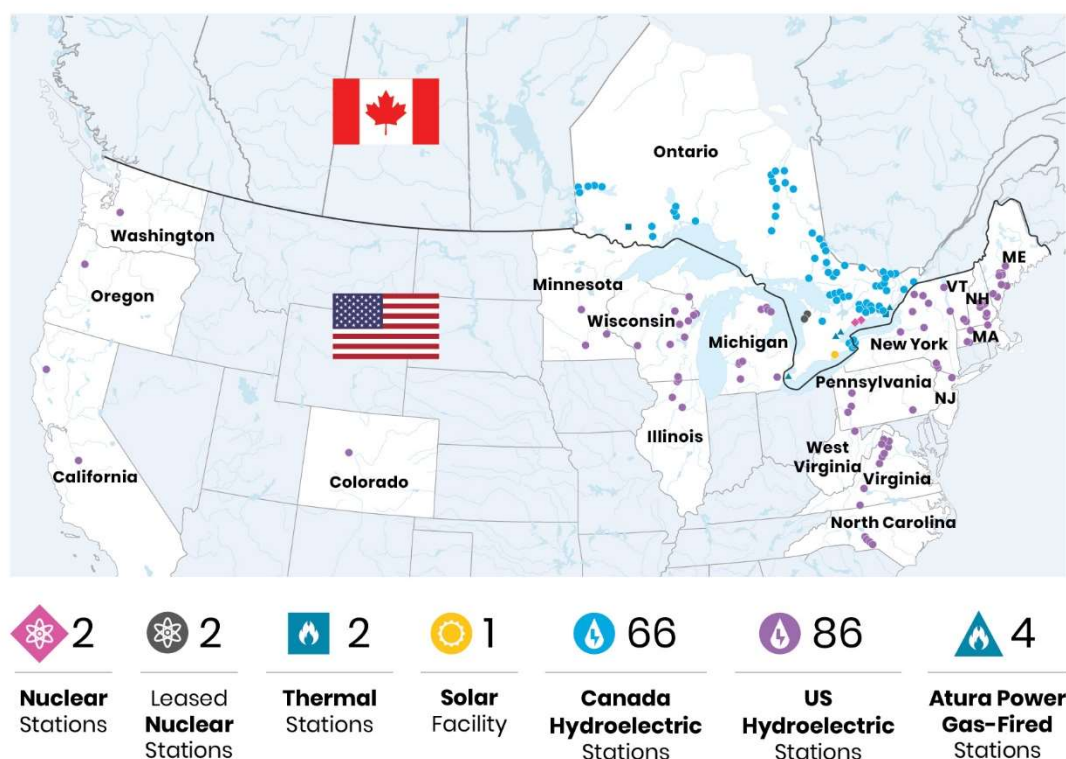 Ontario
Washington
Oregon
Minnesota
Wisconsin
Michigan
ME
VT
NH
MA
New York
Pennsylvania
NJ
Illinois
West
Virginia
Virginia
California
Colorado
North Carolina
2
2
2
1
66
86
4
Nuclear
Stations
Leased
Nuclear
Stations
Thermal
Stations
Solar
Facility
Canada
Hydroelectric
Stations
US
Hydroelectric
Stations
Atura Power
Gas-Fired
Stations